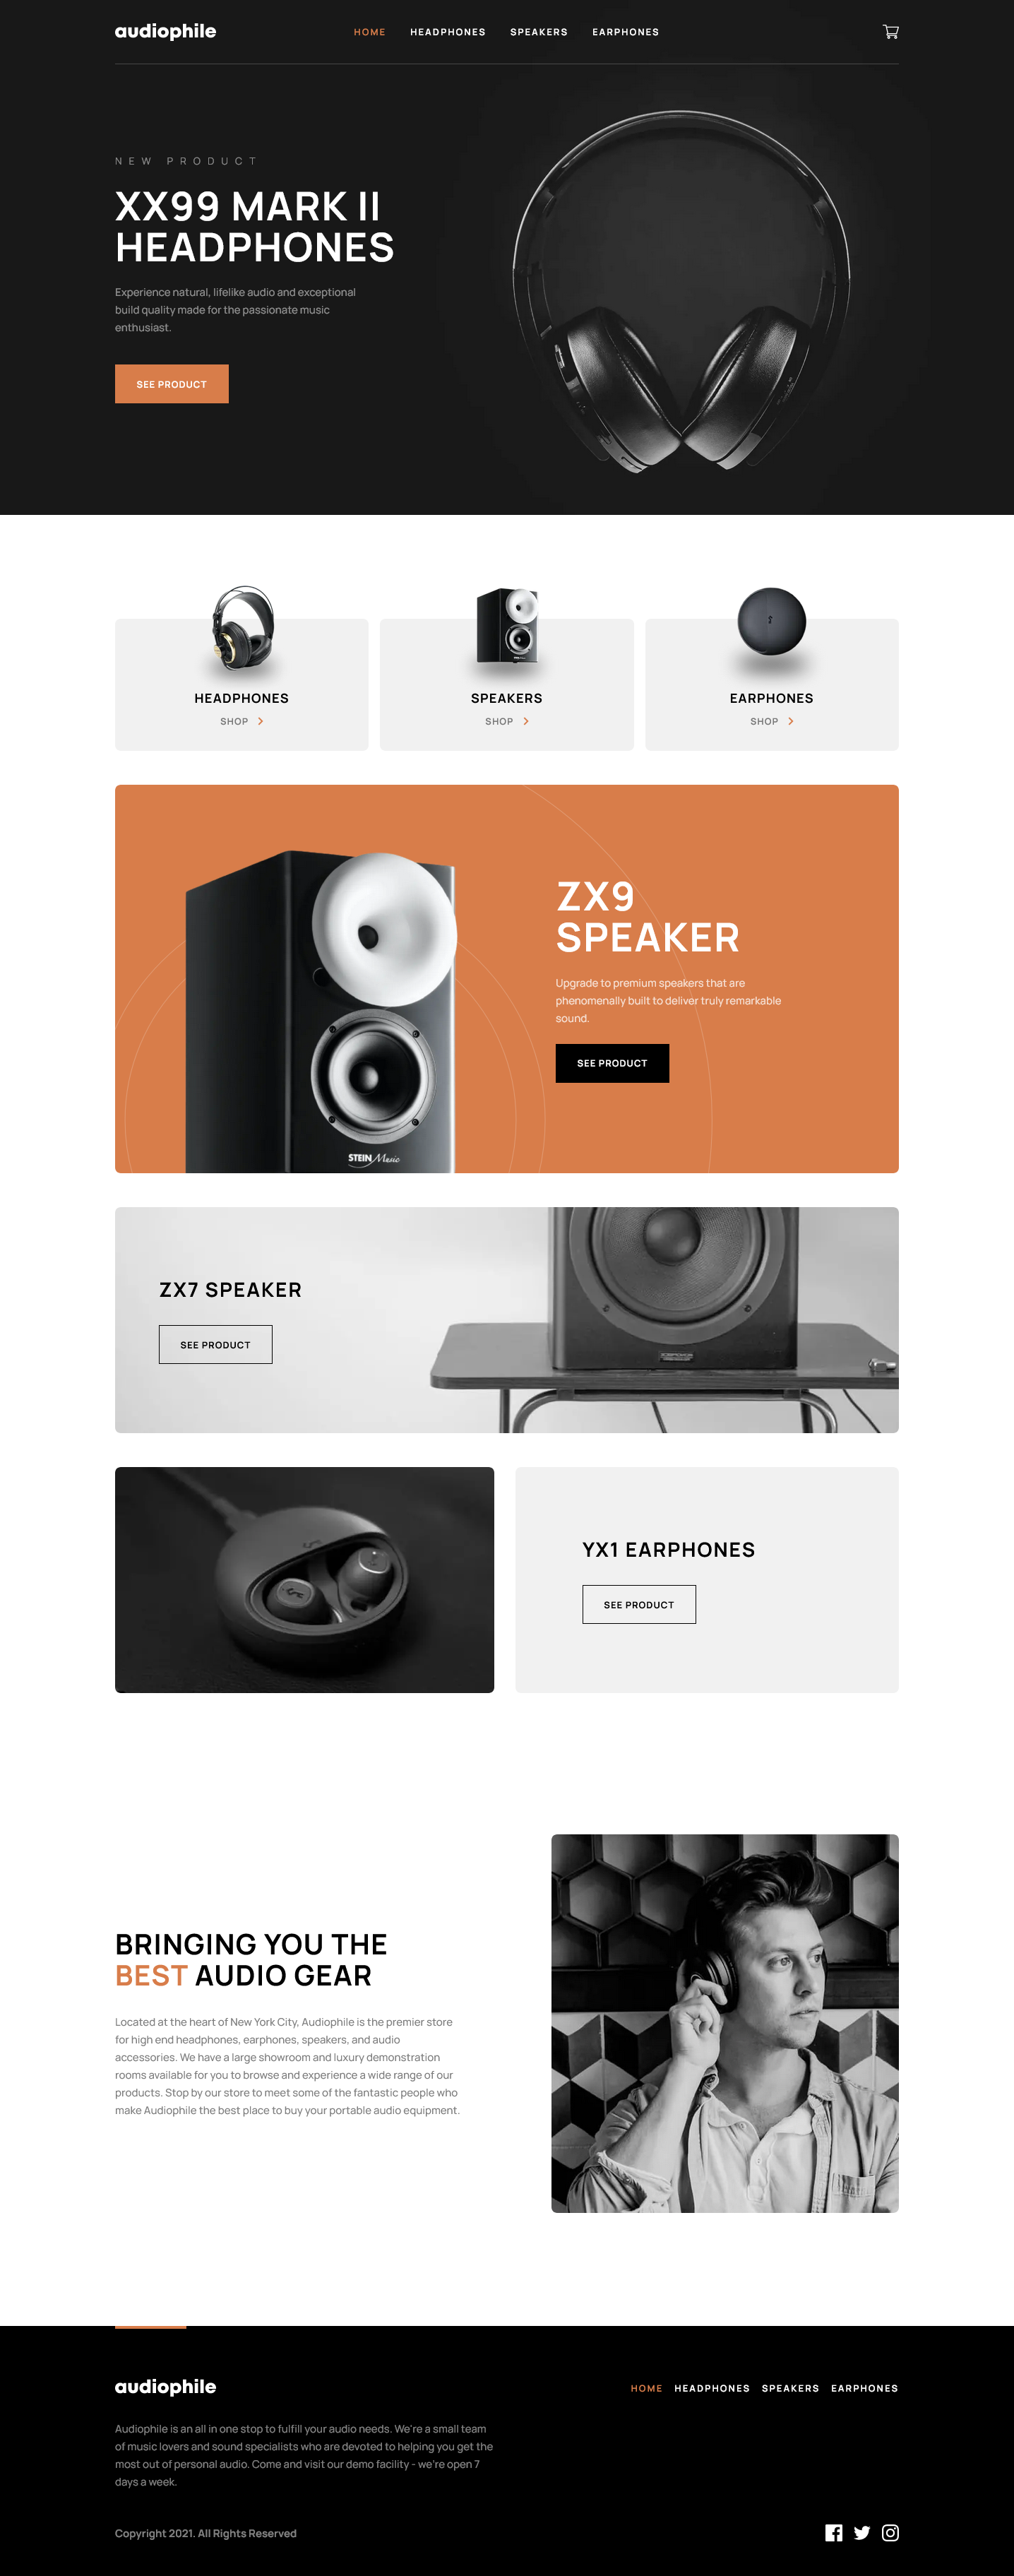 audiophile
HOME HEADPHONES SPEAKERS EARPHONES
NEW PRODUCT
XX99 MARK II
HEADPHONES
Experience natural, lifelike audio and exceptional
build quality made for the passionate music
enthusiast.
SEE PRODUCT
HEADPHONES
SHOP
SPEAKERS
SHOP
EARPHONES
SHOP
ZX9
SPEAKER
Upgrade to premium speakers that are
phenomenally built to deliver truly remarkable
sound.
SEE PRODUCT
STEIN Music
ZX7 SPEAKER
SEE PRODUCT
YX1 EARPHONES
SEE PRODUCT
BRINGING YOU THE
BEST AUDIO GEAR
Located at the heart of New York City, Audiophile is the premier store
for high end headphones, earphones, speakers, and audio
accessories. We have a large showroom and luxury demonstration
rooms available for you to browse and experience a wide range of our
products. Stop by our store to meet some of the fantastic people who
make Audiophile the best place to buy your portable audio equipment.
audiophile
HOME HEADPHONES SPEAKERS EARPHONES
Audiophile is an all in one stop to fulfill your audio needs. We're a small team
of music lovers and sound specialists who are devoted to helping you get the
most out of personal audio. Come and visit our demo facility - we're open 7
days a week.
Copyright 2021. All Rights Reserved